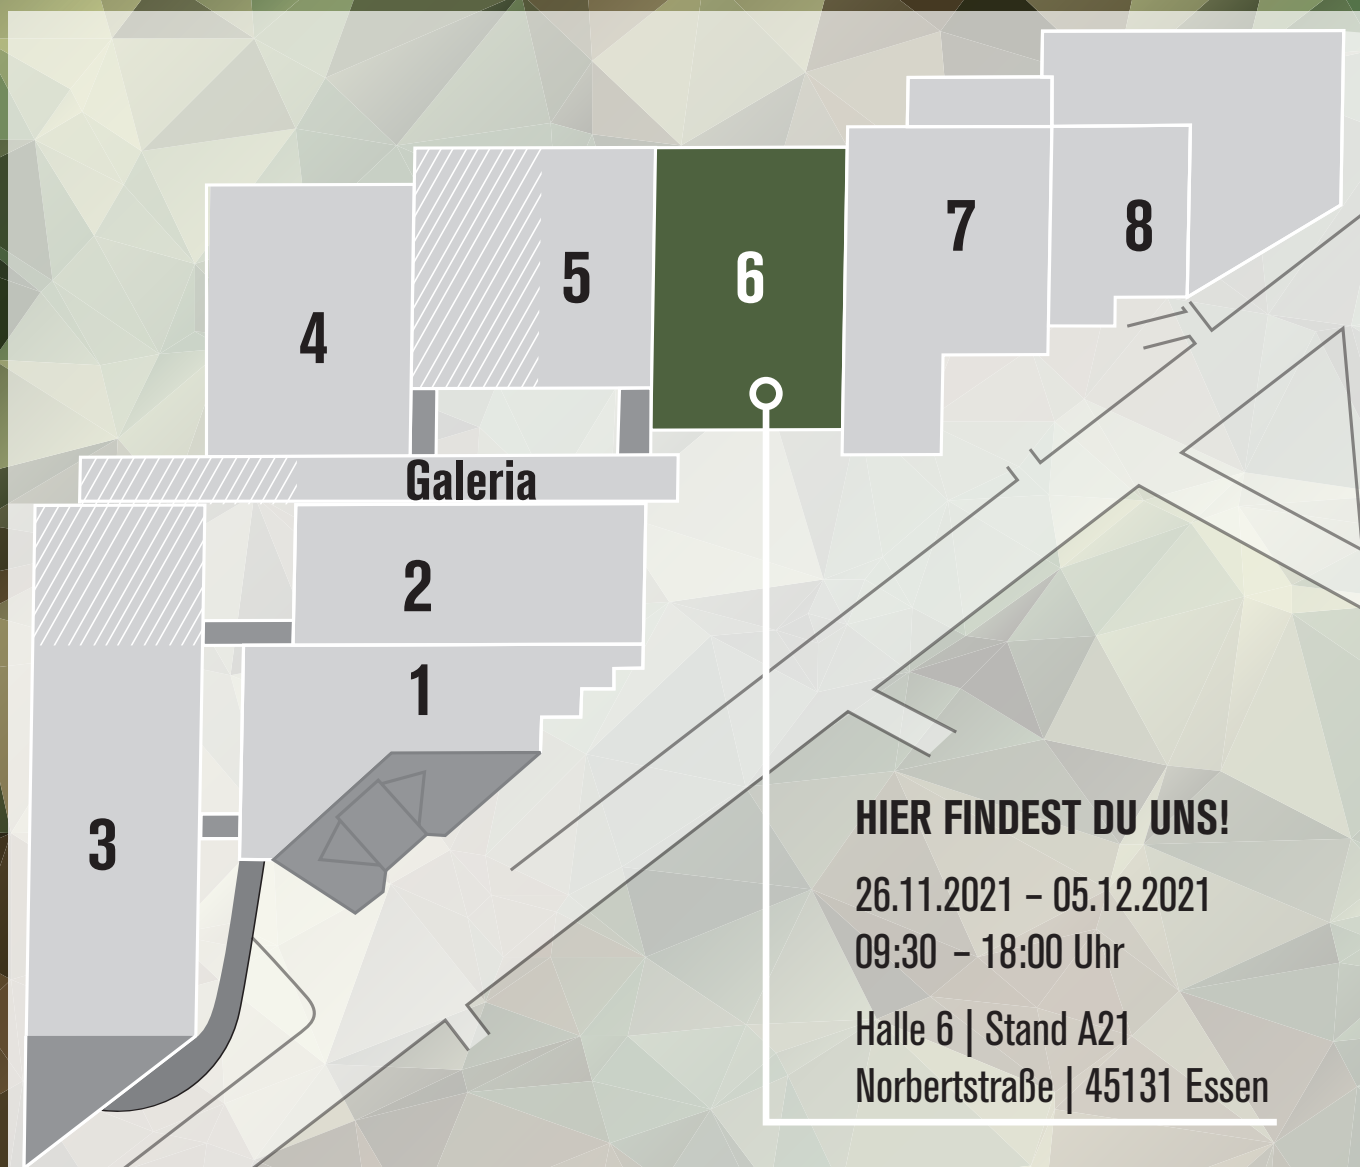 7
8
5
6
4
Galeria
2
1
3
HIER FINDEST DU UNS!
26.11.2021 – 05.12.2021
09:30 – 18:00 Uhr
Halle 6 | Stand A21
Norbertstraße | 45131 Essen